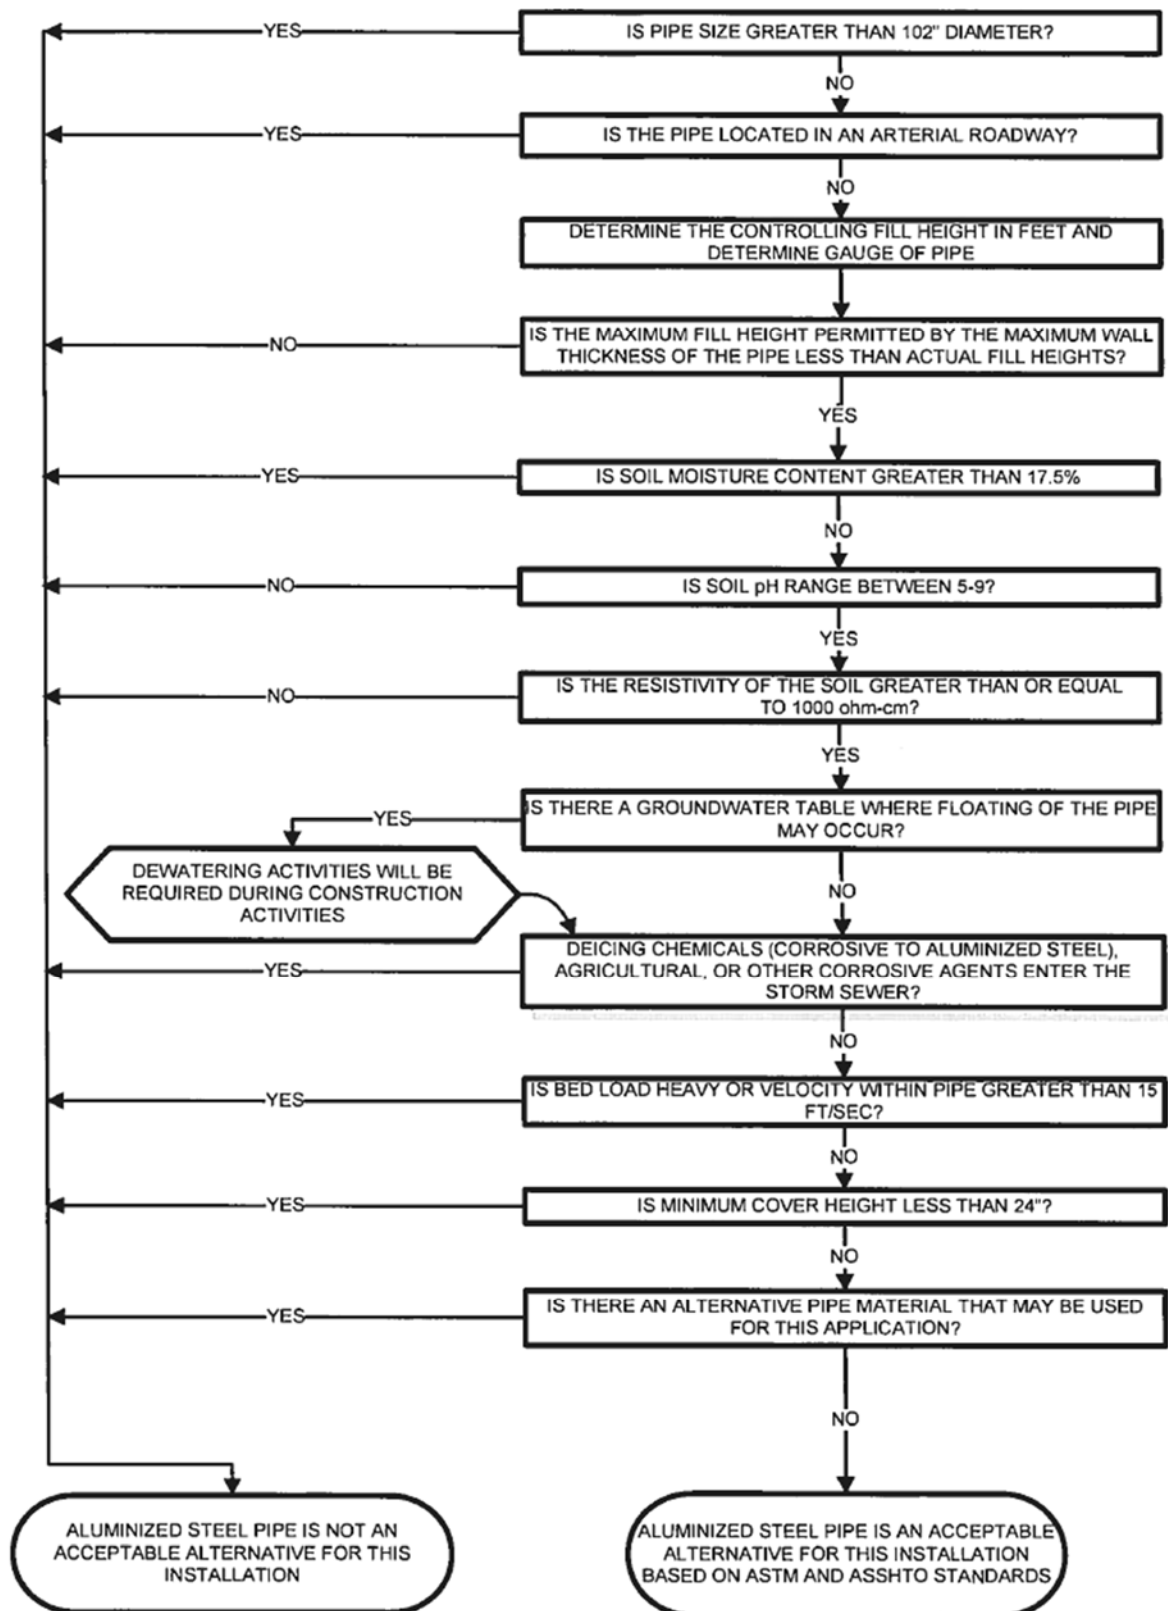 YES
IS PIPE SIZE GREATER THAN 102" DIAMETER?
NO
YES
IS THE PIPE LOCATED IN AN ARTERIAL ROADWAY?
NO
DETERMINE THE CONTROLLING FILL HEIGHT IN FEET AND
DETERMINE GAUGE OF PIPE
IS THE MAXIMUM FILL HEIGHT PERMITTED BY THE MAXIMUM WALL
THICKNESS OF THE PIPE LESS THAN ACTUAL FILL HEIGHTS?
NO
YES
YES
IS SOIL MOISTURE CONTENT GREATER THAN 17.5%
NO
NO
IS SOIL pH RANGE BETWEEN 5-9?
YES
NO
IS THE RESISTIVITY OF THE SOIL GREATER THAN OR EQUAL
TO 1000 ohm-cm?
YES
IS THERE A GROUNDWATER TABLE WHERE FLOATING OF THE PIPE
MAY OCCUR?
YES
DEWATERING ACTIVITIES WILL BE
REQUIRED DURING CONSTRUCTION
ACTIVITIES
NO
DEICING CHEMICALS (CORROSIVE TO ALUMINIZED STEEL),
AGRICULTURAL, OR OTHER CORROSIVE AGENTS ENTER THE
STORM SEWER?
YES
NO
IS BED LOAD HEAVY OR VELOCITY WITHIN PIPE GREATER THAN 15
FT/SEC?
YES
NO
YES
IS MINIMUM COVER HEIGHT LESS THAN 24"?
NO
IS THERE AN ALTERNATIVE PIPE MATERIAL THAT MAY BE USED
FOR THIS APPLICATION?
YES
NO
ALUMINIZED STEEL PIPE IS NOT AN
ACCEPTABLE ALTERNATIVE FOR THIS
INSTALLATION
ALUMINIZED STEEL PIPE IS AN ACCEPTABLE
ALTERNATIVE FOR THIS INSTALLATION
BASED ON ASTM AND ASSHTO STANDARDS